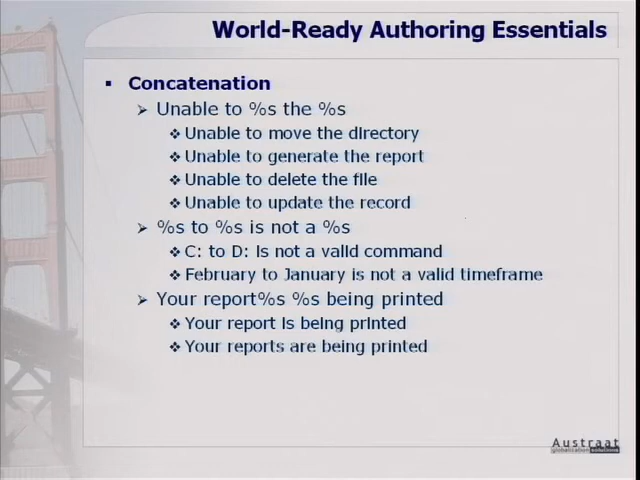 World-Ready Authoring Essentials
Concatenation
Unable to %s the %s
Unable to move the directory
Unable to generate the report
Unable to delete the file
Unable to update the record
%s to %s is not a %s
C: to D: is not a valid command
February to January is not a valid timeframe
Your report%s %s being printed
Your report is being printed
Your reports are being printed
Austraat
globalization solutions